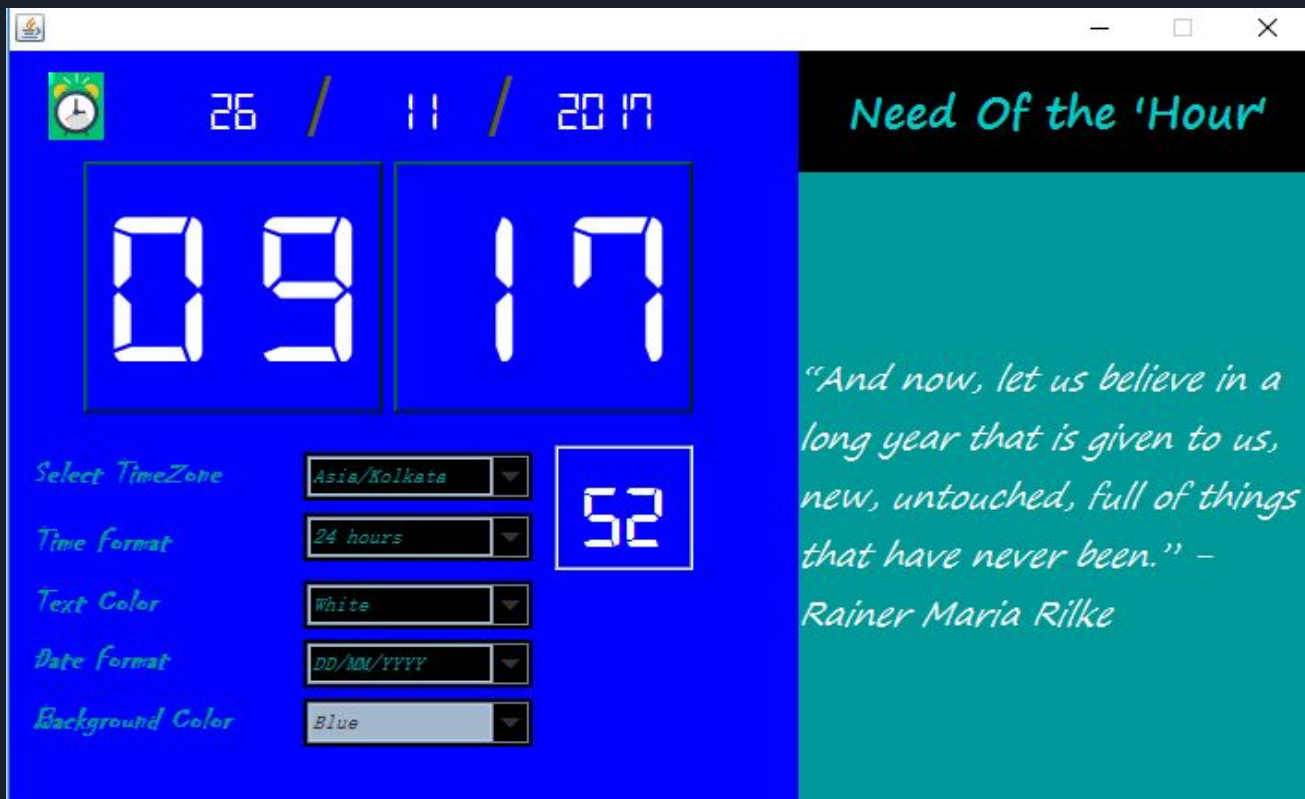 26 / 11 / 2017
Need Of the 'Hour'
09 17
Select TimeZone Asia/Kolkata
52
Time Format 24 hours
Text Color White
Date Format DD/MM/YYYY
Background Color Blue
“And now, let us believe in a
long year that is given to us,
new, untouched, full of things
that have never been.” –
Rainer Maria Rilke